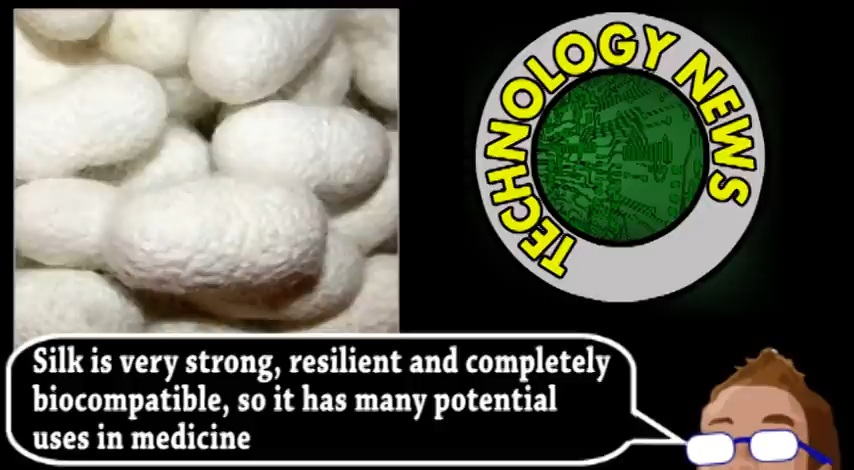 TECHNOLOGY NEWS
Silk is very strong, resilient and completely
biocompatible, so it has many potential
uses in medicine